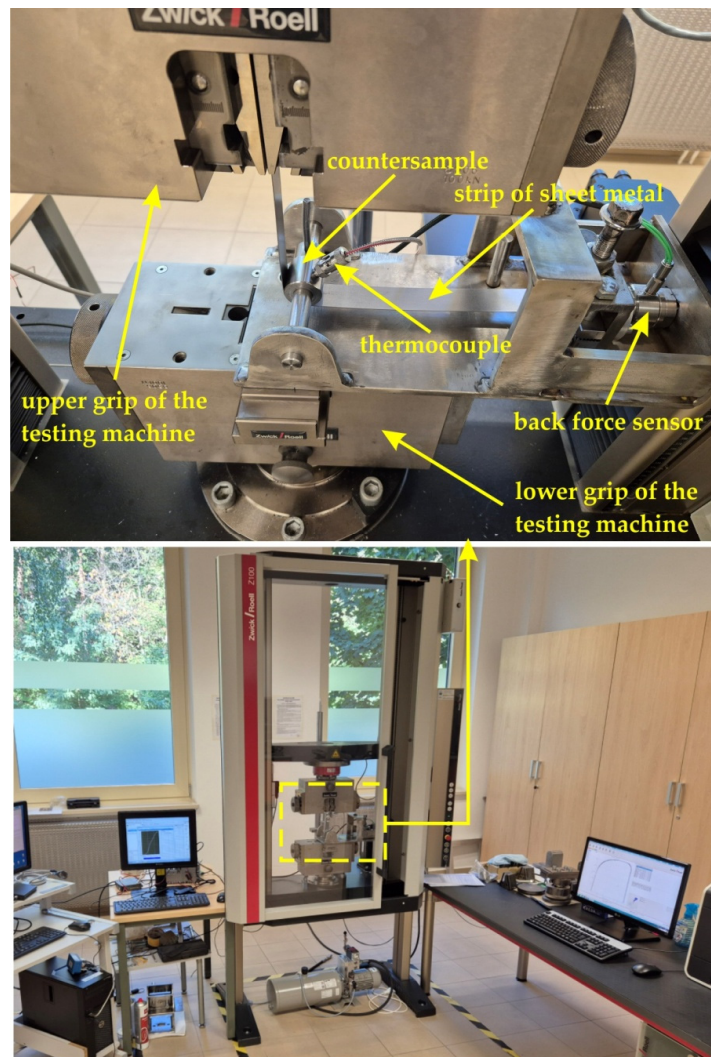 Zwick / Roell
countersample
strip of sheet metal
thermocouple
upper grip of the
testing machine
back force sensor
Zwick / Roell
lower grip of the
testing machine
Zwick / Roell Z100